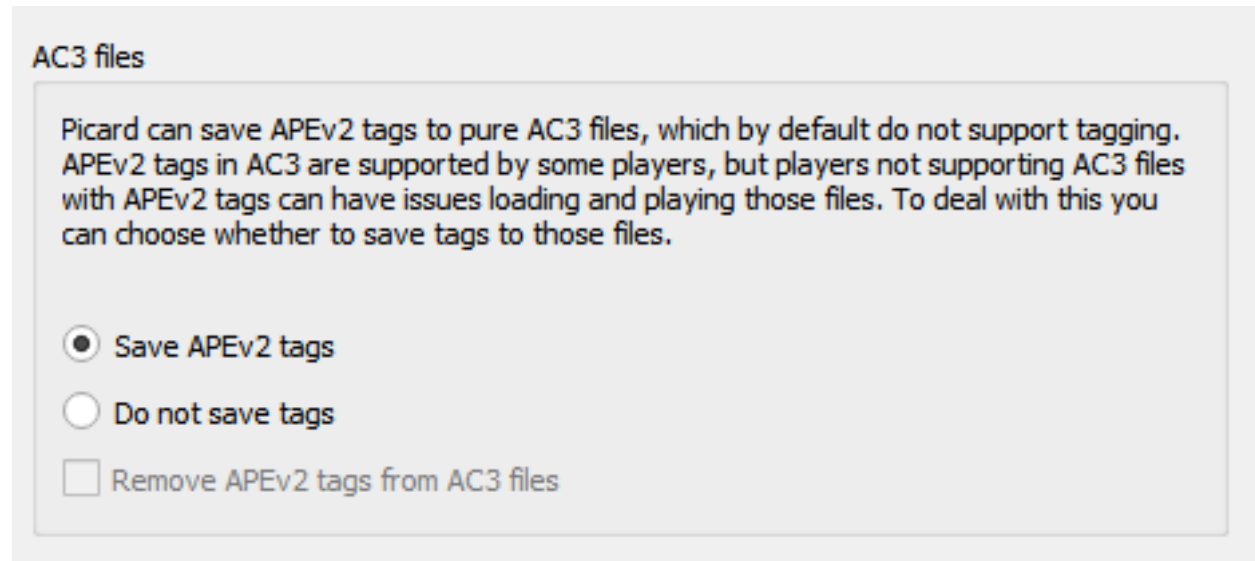 AC3 files
Picard can save APEv2 tags to pure AC3 files, which by default do not support tagging.
APEv2 tags in AC3 are supported by some players, but players not supporting AC3 files
with APEv2 tags can have issues loading and playing those files. To deal with this you
can choose whether to save tags to those files.
Save APEv2 tags
Do not save tags
Remove APEv2 tags from AC3 files